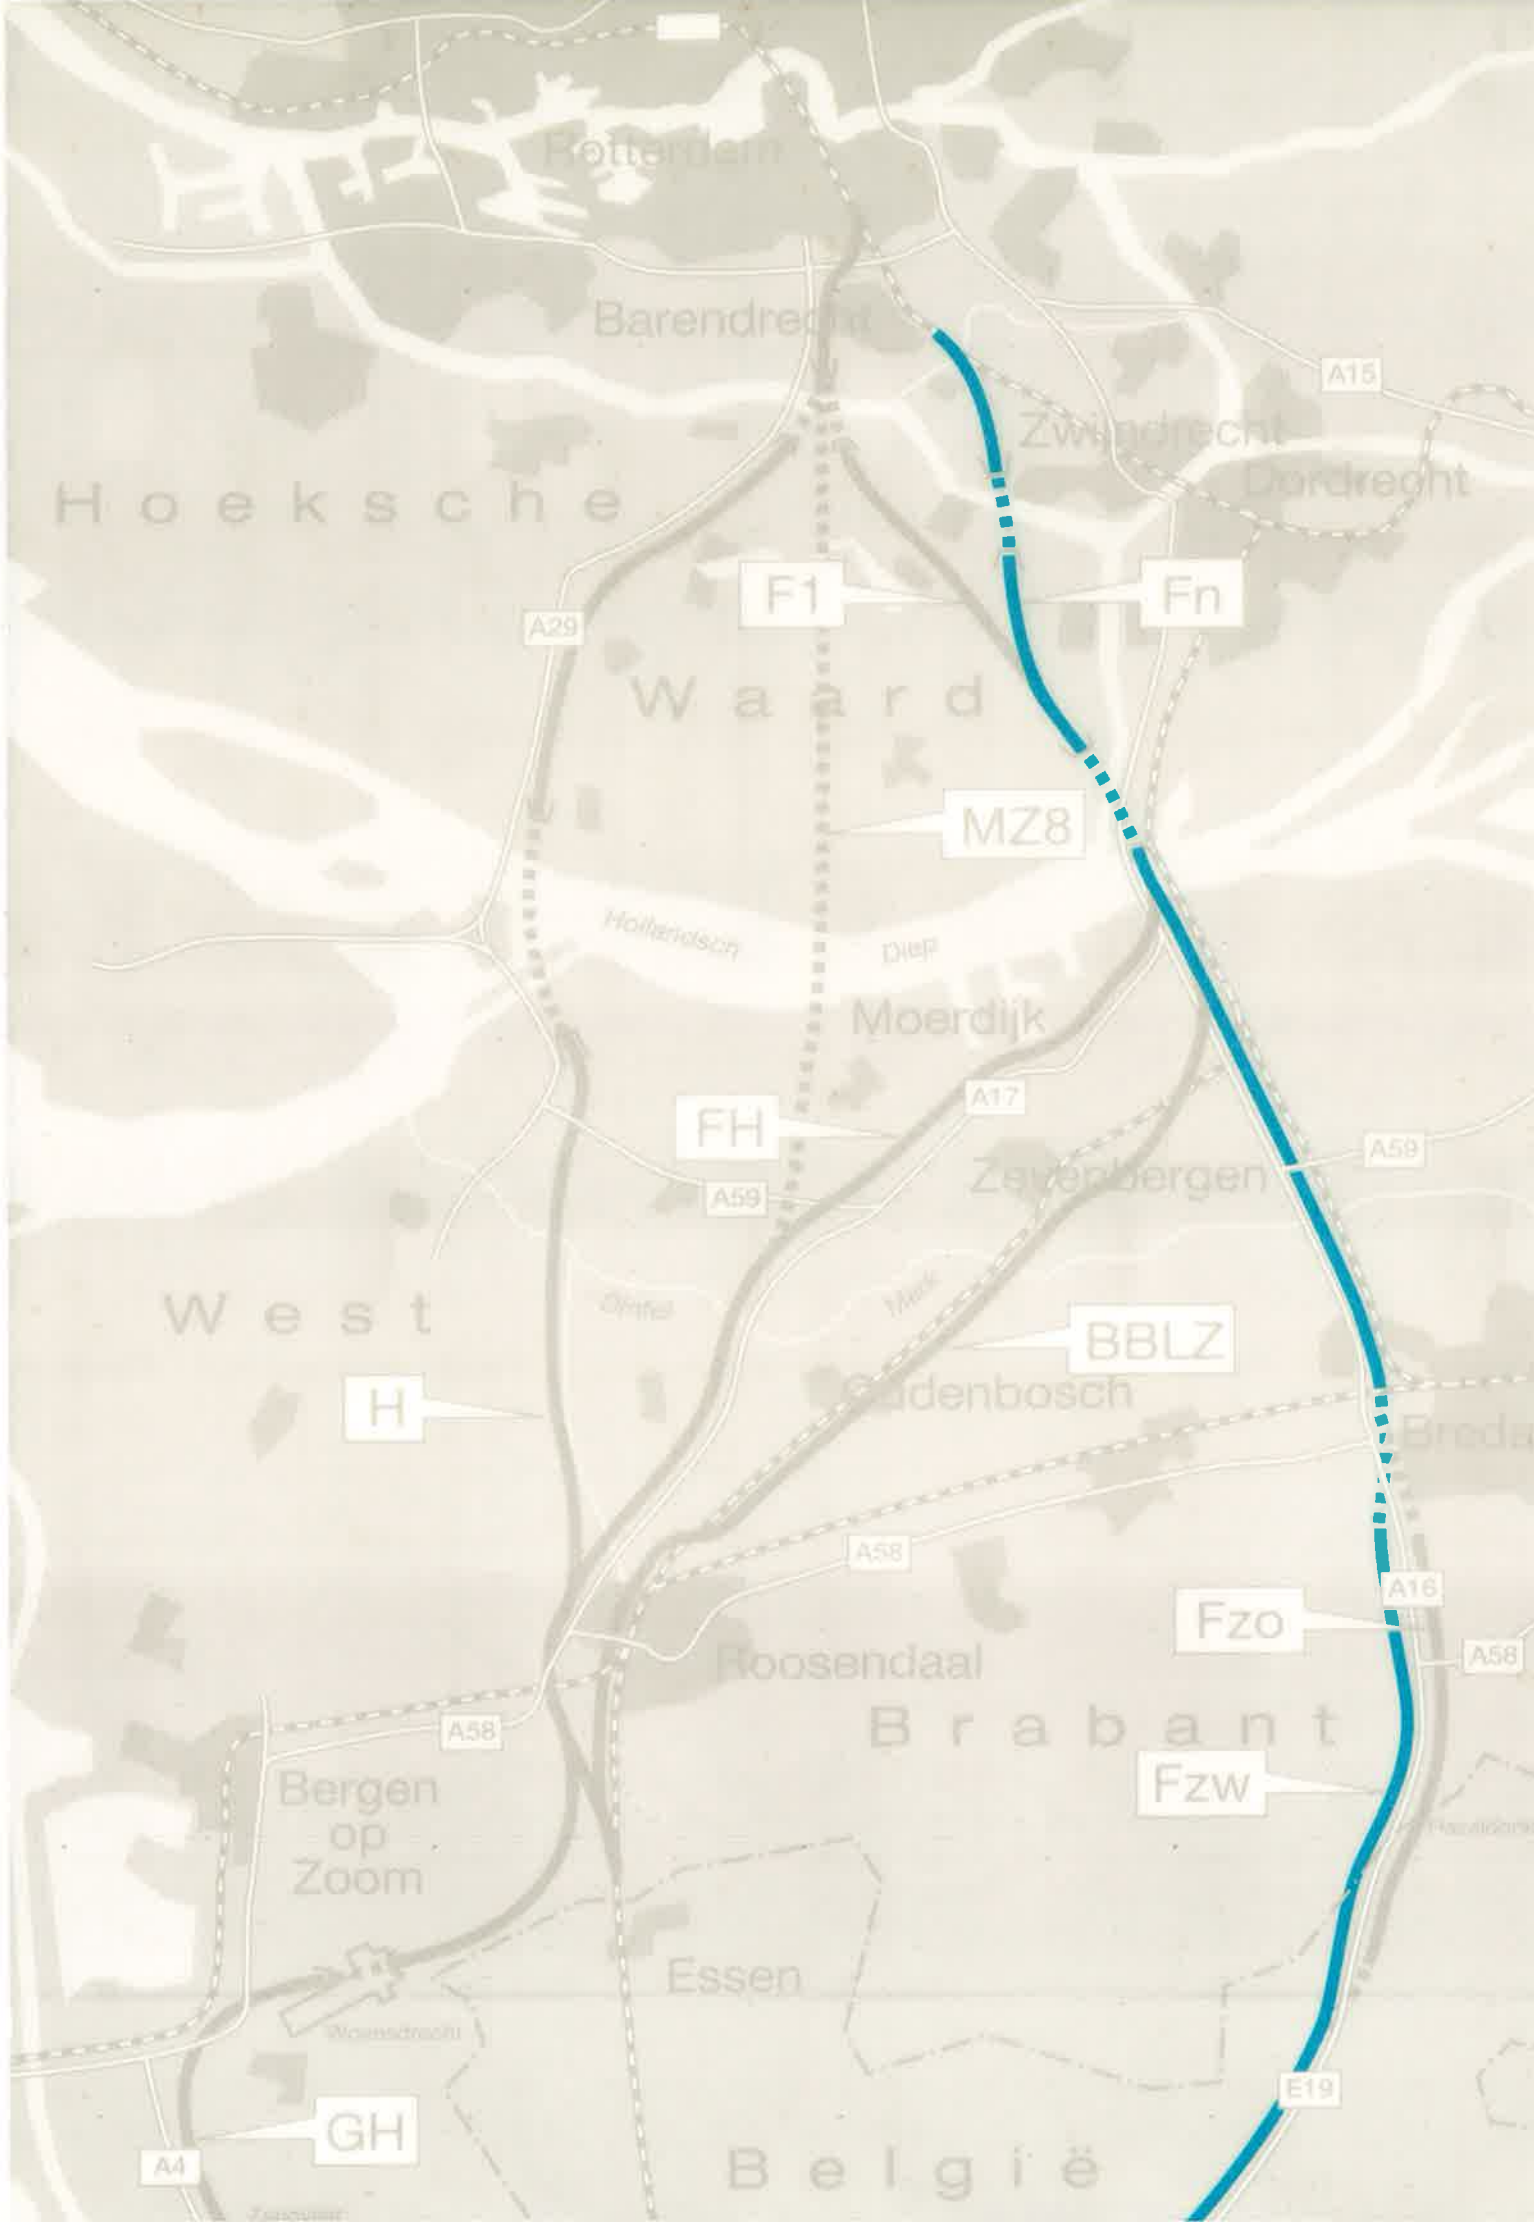 Rotterdam
Barendrecht
A15
Zwijndrecht
Dordrecht
Hoeksche
F1
Fn
A29
Waard
MZ8
Hollandsch
Diep
Moerdijk
A17
FH
A59
Zevenbergen
A59
West
Dintel
Mark
BBLZ
Oudenbosch
H
Breda
A58
A16
Fzo
A58
Roosendaal
Brabant
A58
Fzw
Bergen
op
Zoom
Essen
Woensdrecht
E19
GH
België
A4